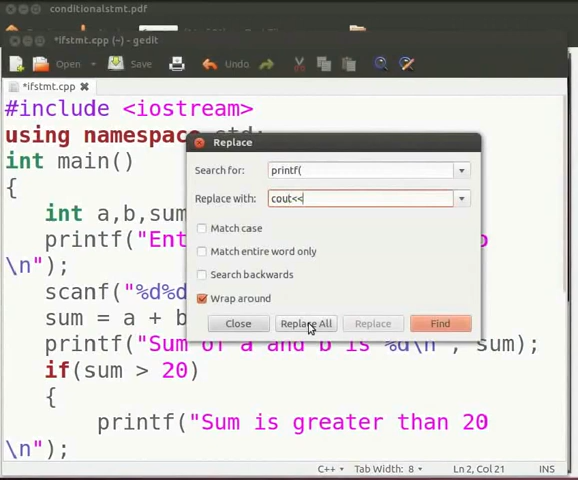 conditionalstmt.pdf
*ifstmt.cpp (~) - gedit
Open Save Undo
*ifstmt.cpp
#include <iostream>
using namespace std;
int main()
{
int a,b,sum
printf("Ent
\n");
scanf("%d%d
sum = a + b
printf("Sum of a and b is %d\n", sum);
if(sum > 20)
{
printf("Sum is greater than 20
\n");
Replace
Search for: printf(
Replace with: cout<<
Match case
Match entire word only
Search backwards
Wrap around
Close Replace All Replace Find
C++ Tab Width: 8 Ln 2, Col 21 INS